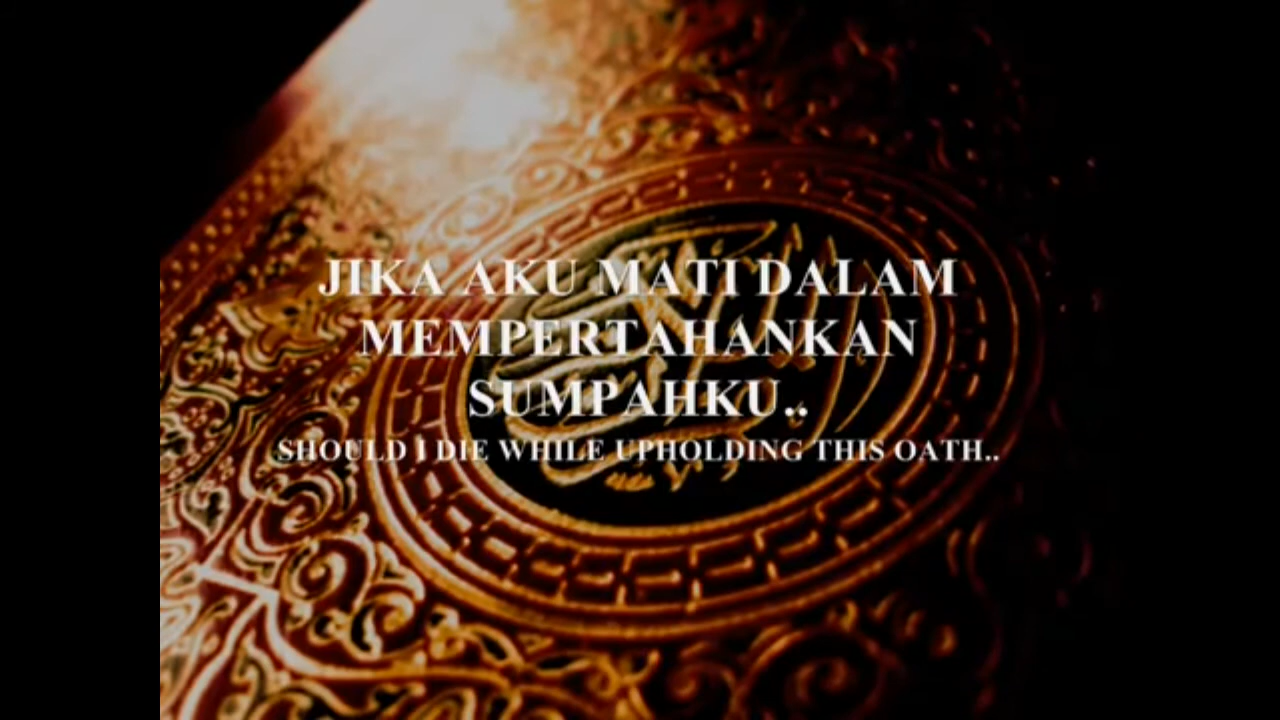 JIKA AKU MATI DALAM
MEMPERTAHANKAN
SUMPAHKU..
SHOULD I DIE WHILE UPHOLDING THIS OATH..